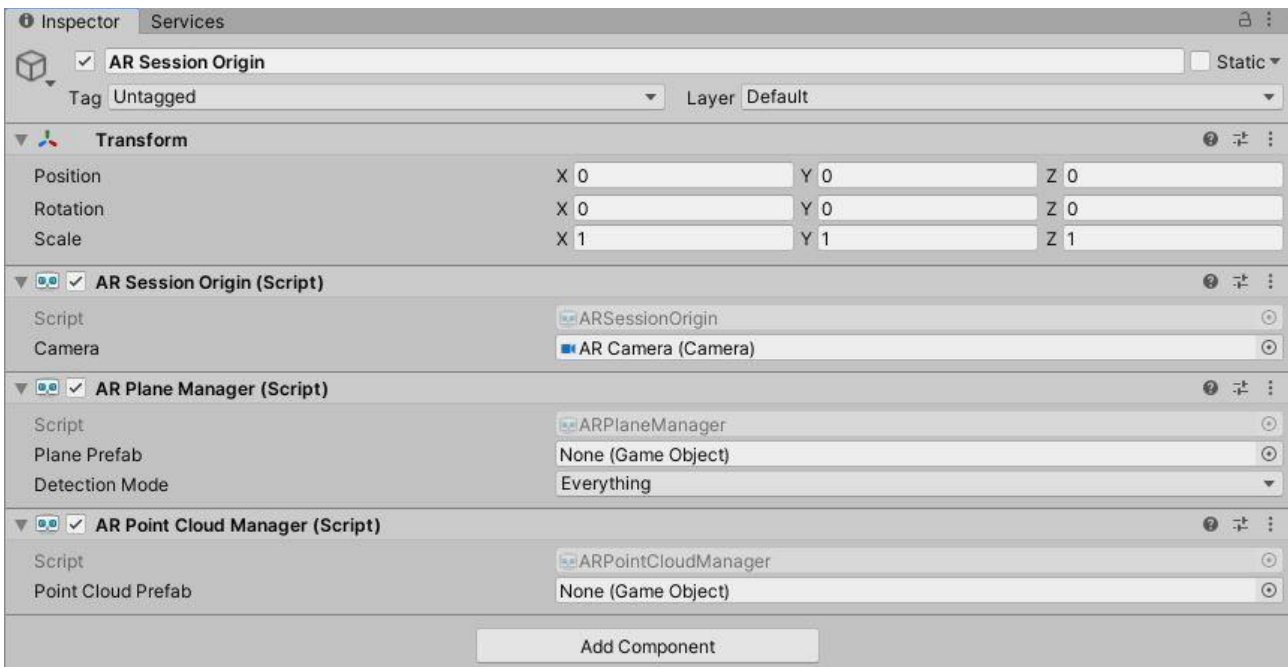 Inspector Services
AR Session Origin Static
Tag Untagged Layer Default
Transform
Position X 0 Y 0 Z 0
Rotation X 0 Y 0 Z 0
Scale X 1 Y 1 Z 1
AR Session Origin (Script)
Script ARSessionOrigin
Camera AR Camera (Camera)
AR Plane Manager (Script)
Script ARPlaneManager
Plane Prefab None (Game Object)
Detection Mode Everything
AR Point Cloud Manager (Script)
Script ARPointCloudManager
Point Cloud Prefab None (Game Object)
Add Component